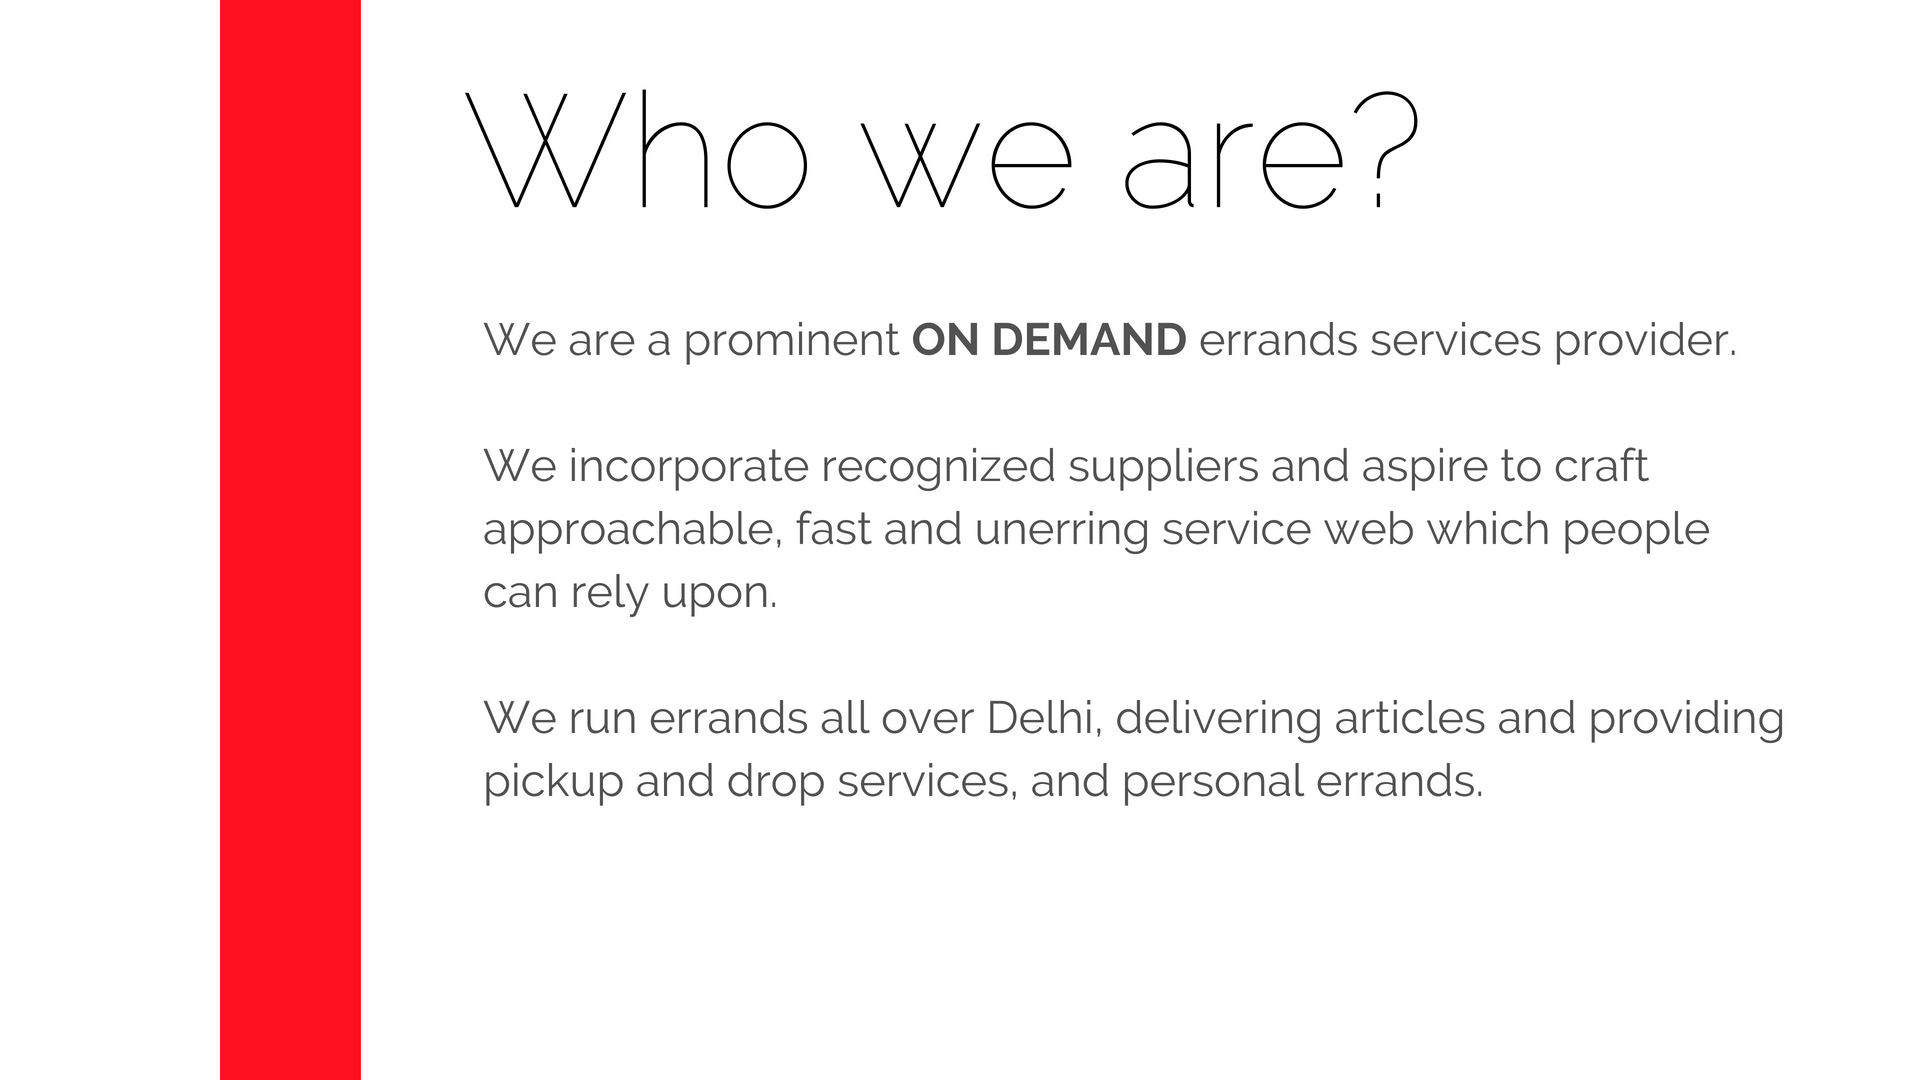 Who we are?
We are a prominent ON DEMAND errands services provider.
We incorporate recognized suppliers and aspire to craft
approachable, fast and unerring service web which people
can rely upon.
We run errands all over Delhi, delivering articles and providing
pickup and drop services, and personal errands.